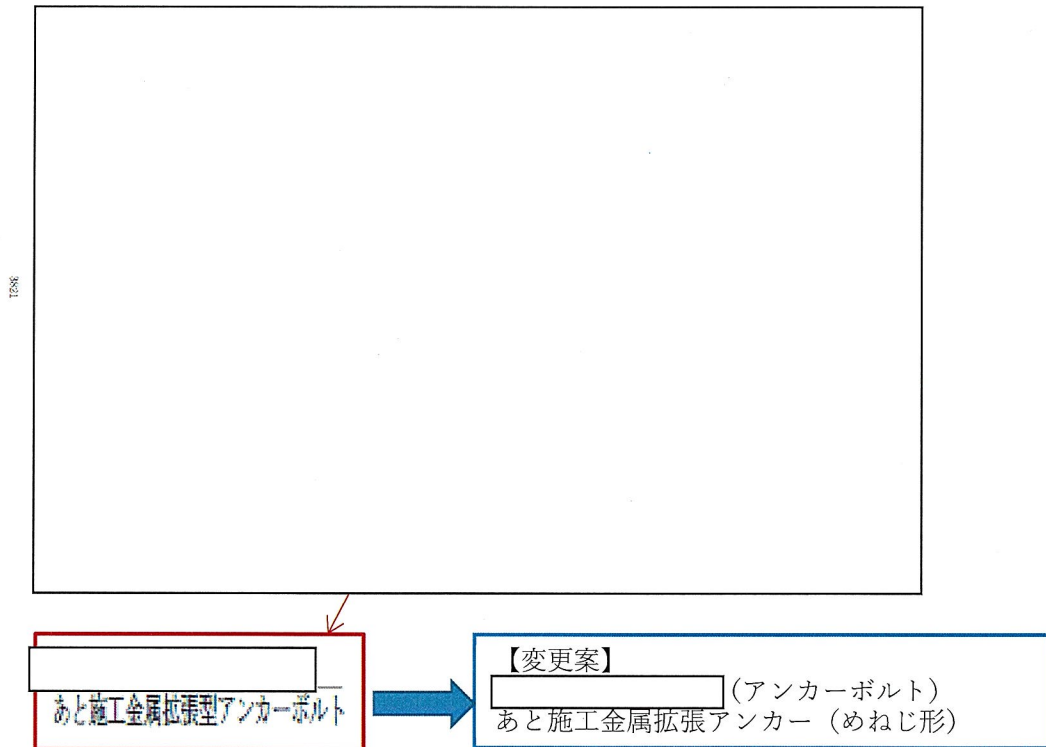 3821
あと施工金属拡張型アンカーボルト
【変更案】
(アンカーボルト)
あと施工金属拡張アンカー（めねじ形）